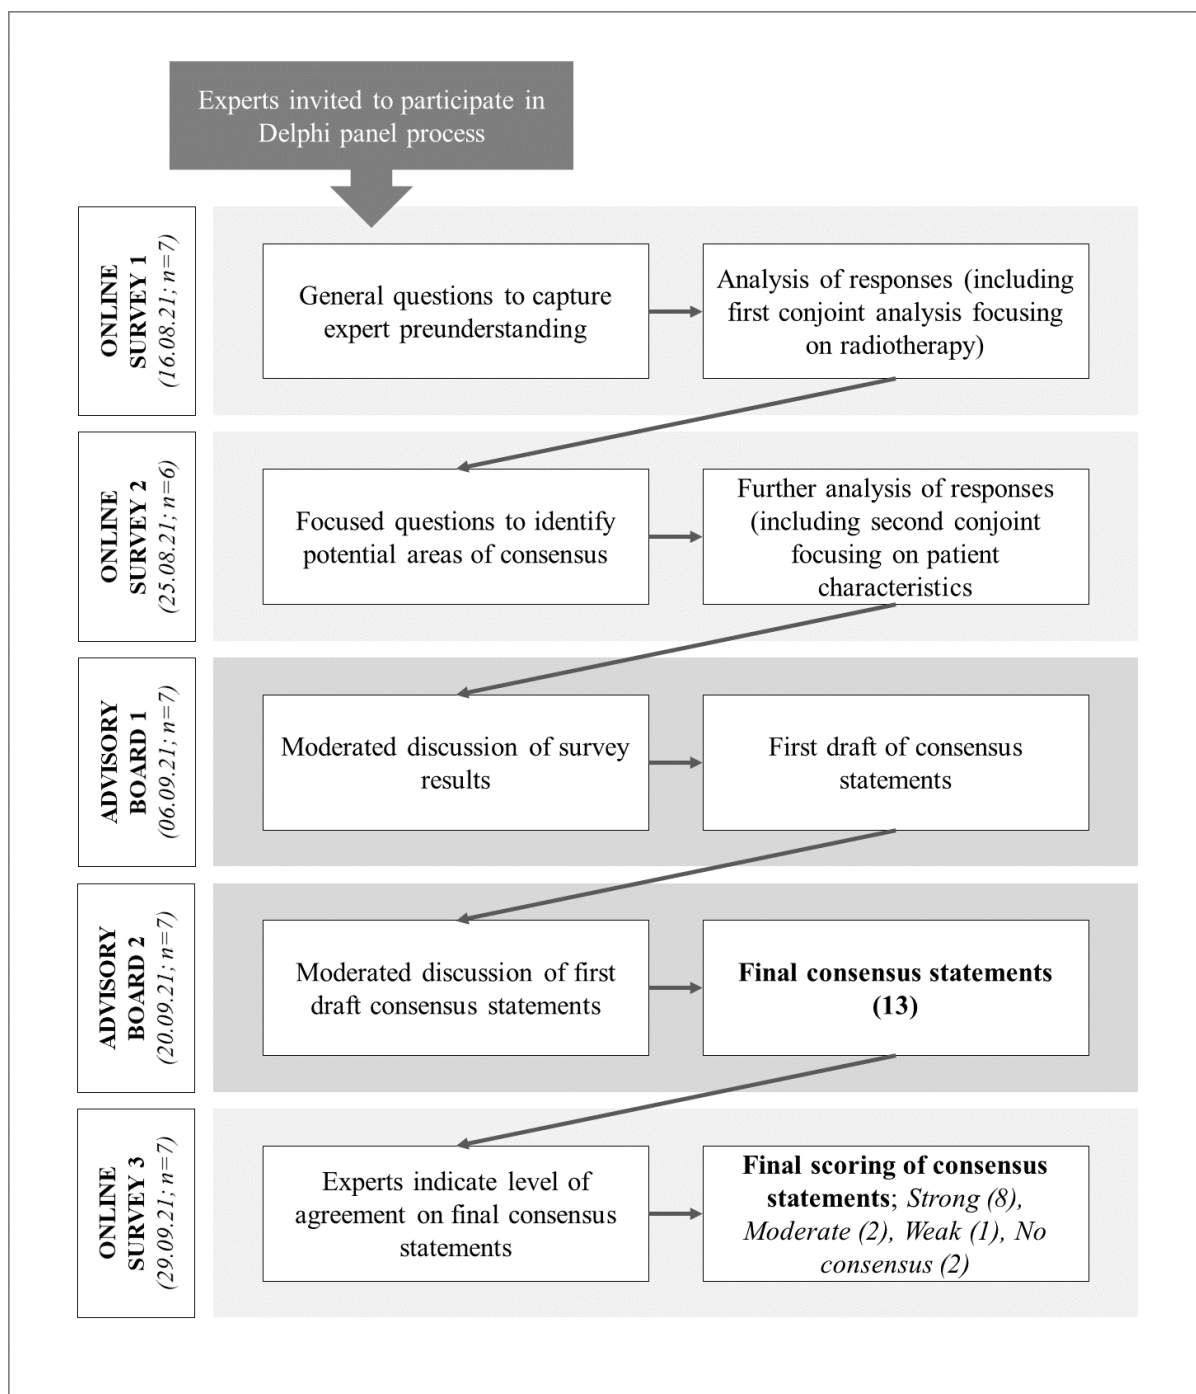 Experts invited to participate in
Delphi panel process
ONLINE
SURVEY 1
(16.08.21; n=7)
General questions to capture
expert preunderstanding
Analysis of responses (including
first conjoint analysis focusing
on radiotherapy)
ONLINE
SURVEY 2
(25.08.21; n=6)
Focused questions to identify
potential areas of consensus
Further analysis of responses
(including second conjoint
focusing on patient
characteristics
ADVISORY
BOARD 1
(06.09.21; n=7)
Moderated discussion of survey
results
First draft of consensus
statements
ADVISORY
BOARD 2
(20.09.21; n=7)
Moderated discussion of first
draft consensus statements
Final consensus statements
(13)
ONLINE
SURVEY 3
(29.09.21; n=7)
Experts indicate level of
agreement on final consensus
statements
Final scoring of consensus
statements; Strong (8),
Moderate (2), Weak (1), No
consensus (2)